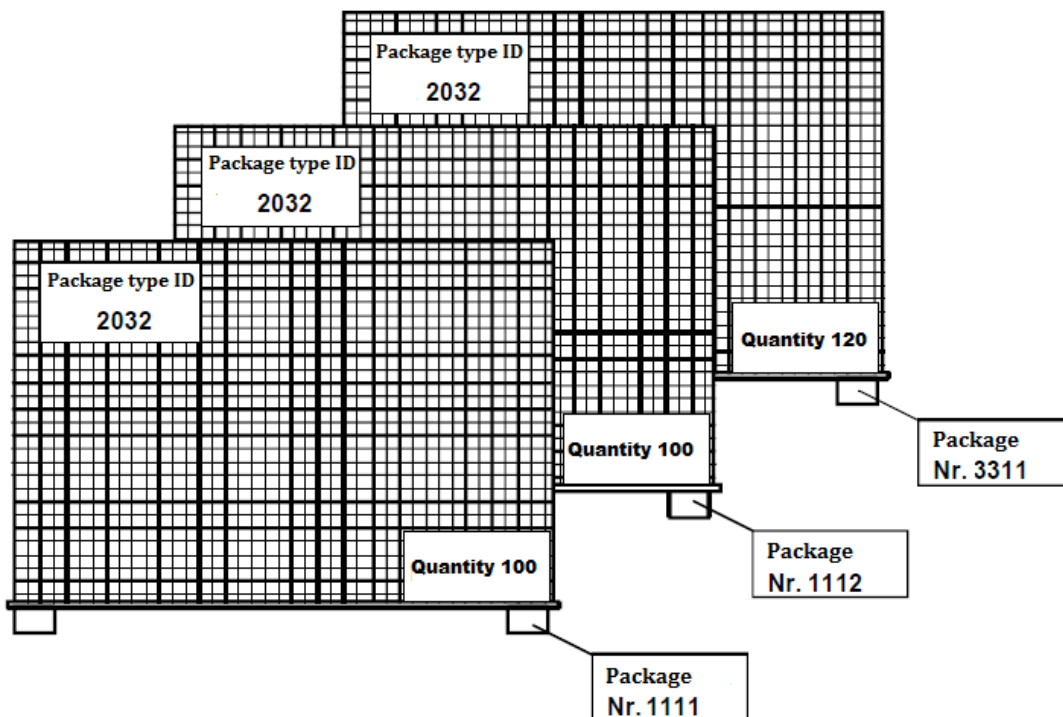 Package type ID
2032
Package type ID
2032
Package type ID
2032
Quantity 120
Package
Nr. 3311
Quantity 100
Package
Nr. 1112
Quantity 100
Package
Nr. 1111